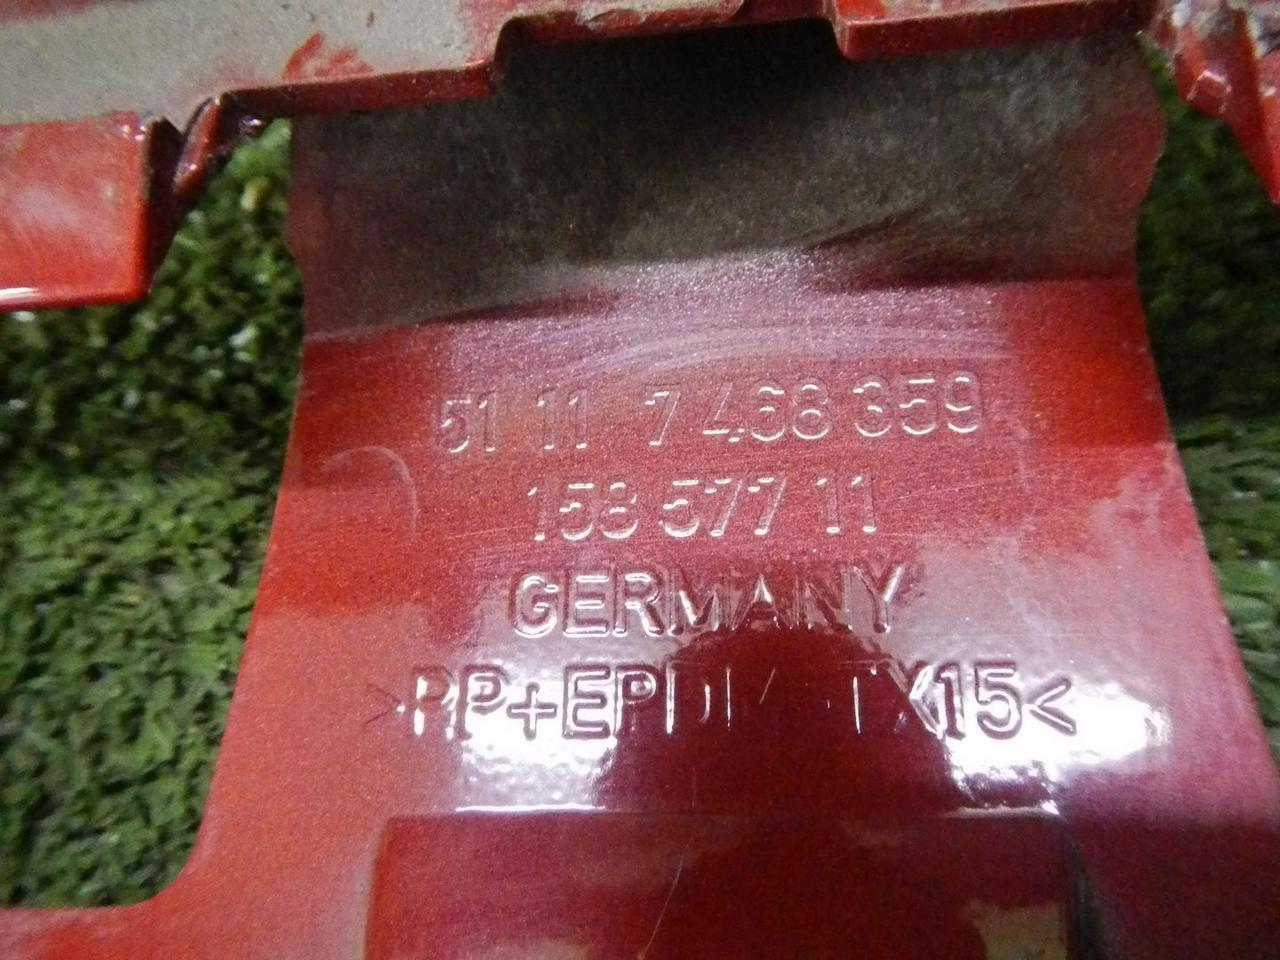 51 11 7 468 359
158 577 11
GERMANY
>PP+EPDM-TX15<